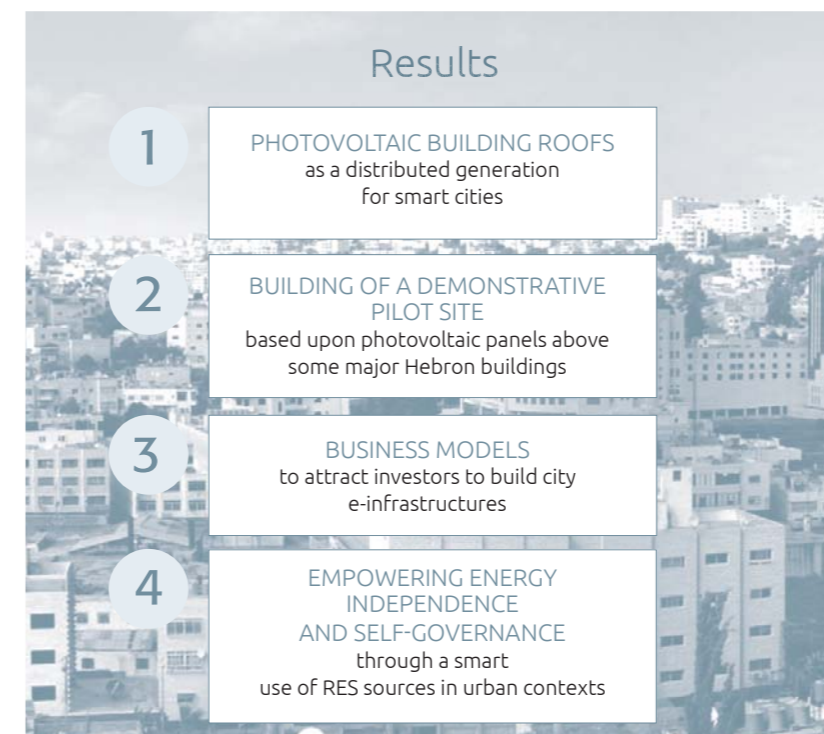 Results
1
PHOTOVOLTAIC BUILDING ROOFS
as a distributed generation
for smart cities
2
BUILDING OF A DEMONSTRATIVE
PILOT SITE
based upon photovoltaic panels above
some major Hebron buildings
3
BUSINESS MODELS
to attract investors to build city
e-infrastructures
4
EMPOWERING ENERGY
INDEPENDENCE
AND SELF-GOVERNANCE
through a smart
use of RES sources in urban contexts